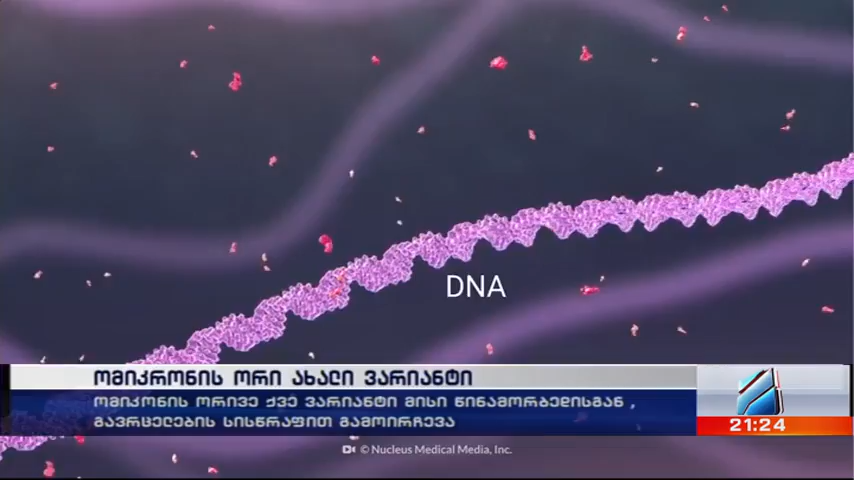 DNA
ომიკრონის ორი ახალი ვარიანტი
ომიკონის ორივე ქვე ვარიანტი მისი წინამორბედისგან ,
გავრცელების სისწრაფით გამოირჩევა
21:24
© Nucleus Medical Media, Inc.